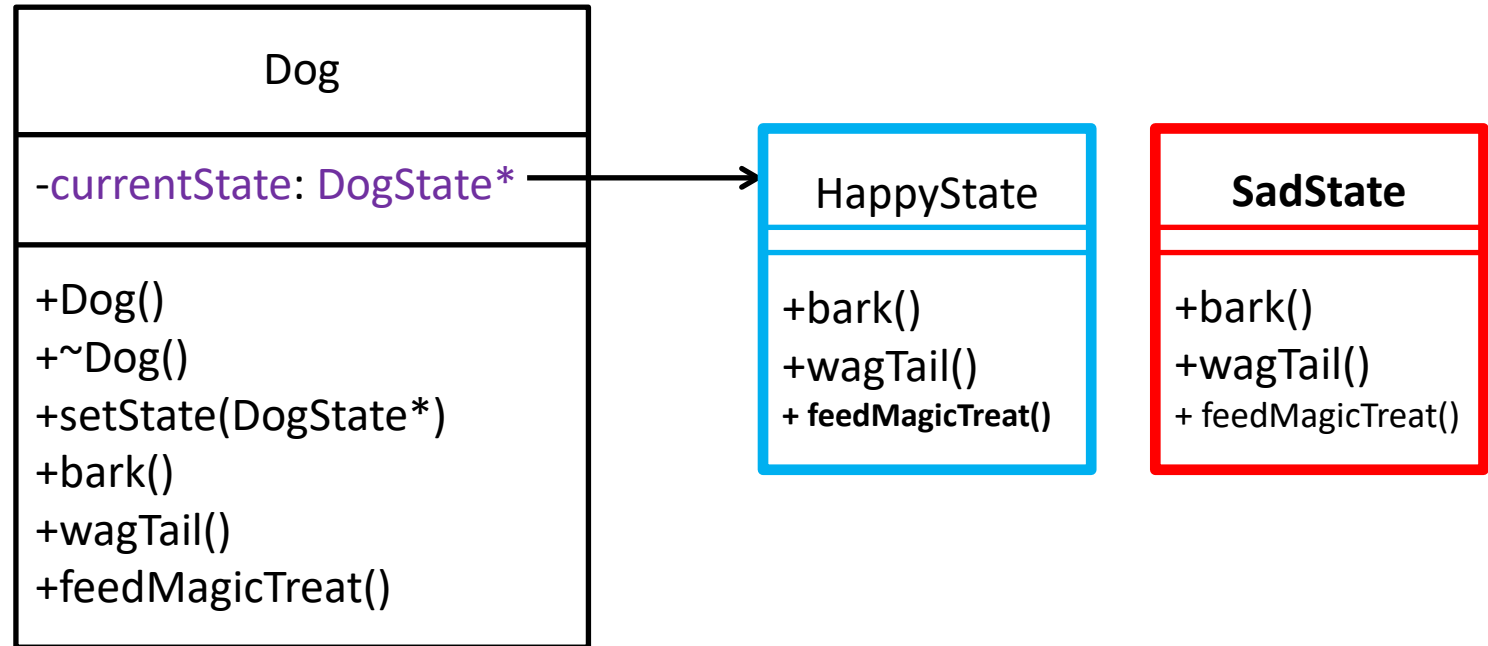 Dog
-currentState: DogState*
+Dog()
+~Dog()
+setState(DogState*)
+bark()
+wagTail()
+feedMagicTreat()
HappyState
+bark()
+wagTail()
+ feedMagicTreat()
SadState
+bark()
+wagTail()
+ feedMagicTreat()